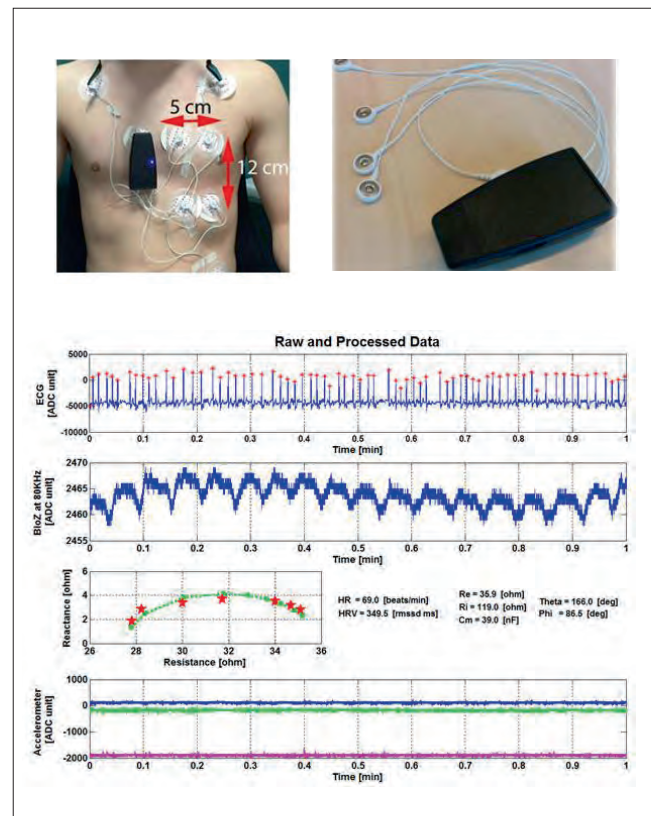 5 cm
12 cm
Raw and Processed Data
5000
0
-5000
-10000
ECG
[ADC unit]
0 0.1 0.2 0.3 0.4 0.5 0.6 0.7 0.8 0.9 1
Time [min]
2470
2465
2460
2455
BioZ at 80KHz
[ADC unit]
0 0.1 0.2 0.3 0.4 0.5 0.6 0.7 0.8 0.9 1
Time [min]
6
4
2
0
Reactance [ohm]
26 28 30 32 34 36
Resistance [ohm]
HR = 69.0 [beats/min]
HRV = 349.5 [rmssd ms]
Re = 35.9 [ohm]
Ri = 119.0 [ohm]
Cm = 39.0 [nF]
Theta = 166.0 [deg]
Phi = 86.5 [deg]
1000
0
-1000
-2000
Accelerometer
[ADC unit]
0 0.1 0.2 0.3 0.4 0.5 0.6 0.7 0.8 0.9 1
Time [min]